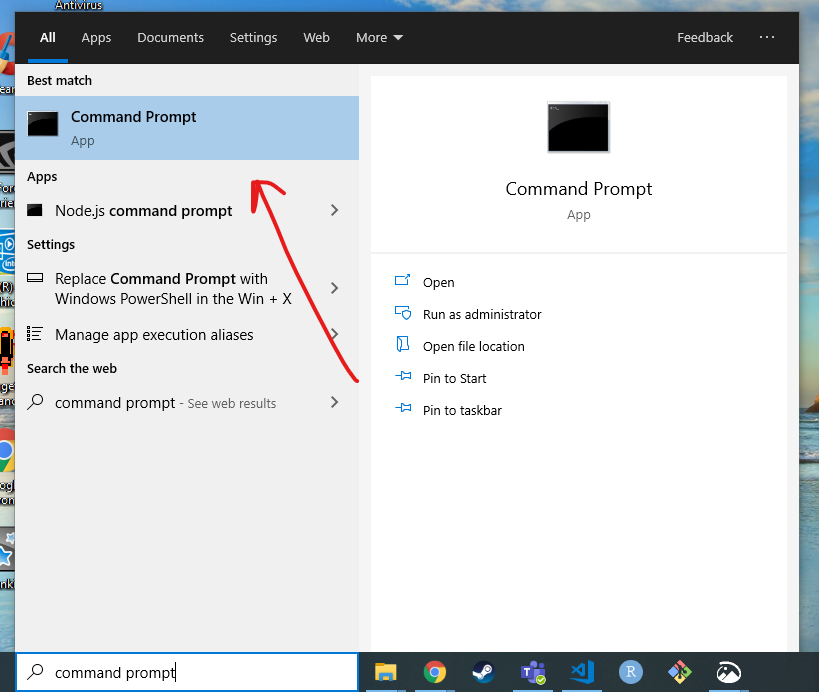 Antivirus
All Apps Documents Settings Web More Feedback ...
Best match
Command Prompt
App
Apps
Node.js command prompt
Settings
Replace Command Prompt with
Windows PowerShell in the Win + X
Manage app execution aliases
Search the web
command prompt - See web results
Command Prompt
App
Open
Run as administrator
Open file location
Pin to Start
Pin to taskbar
command prompt
R